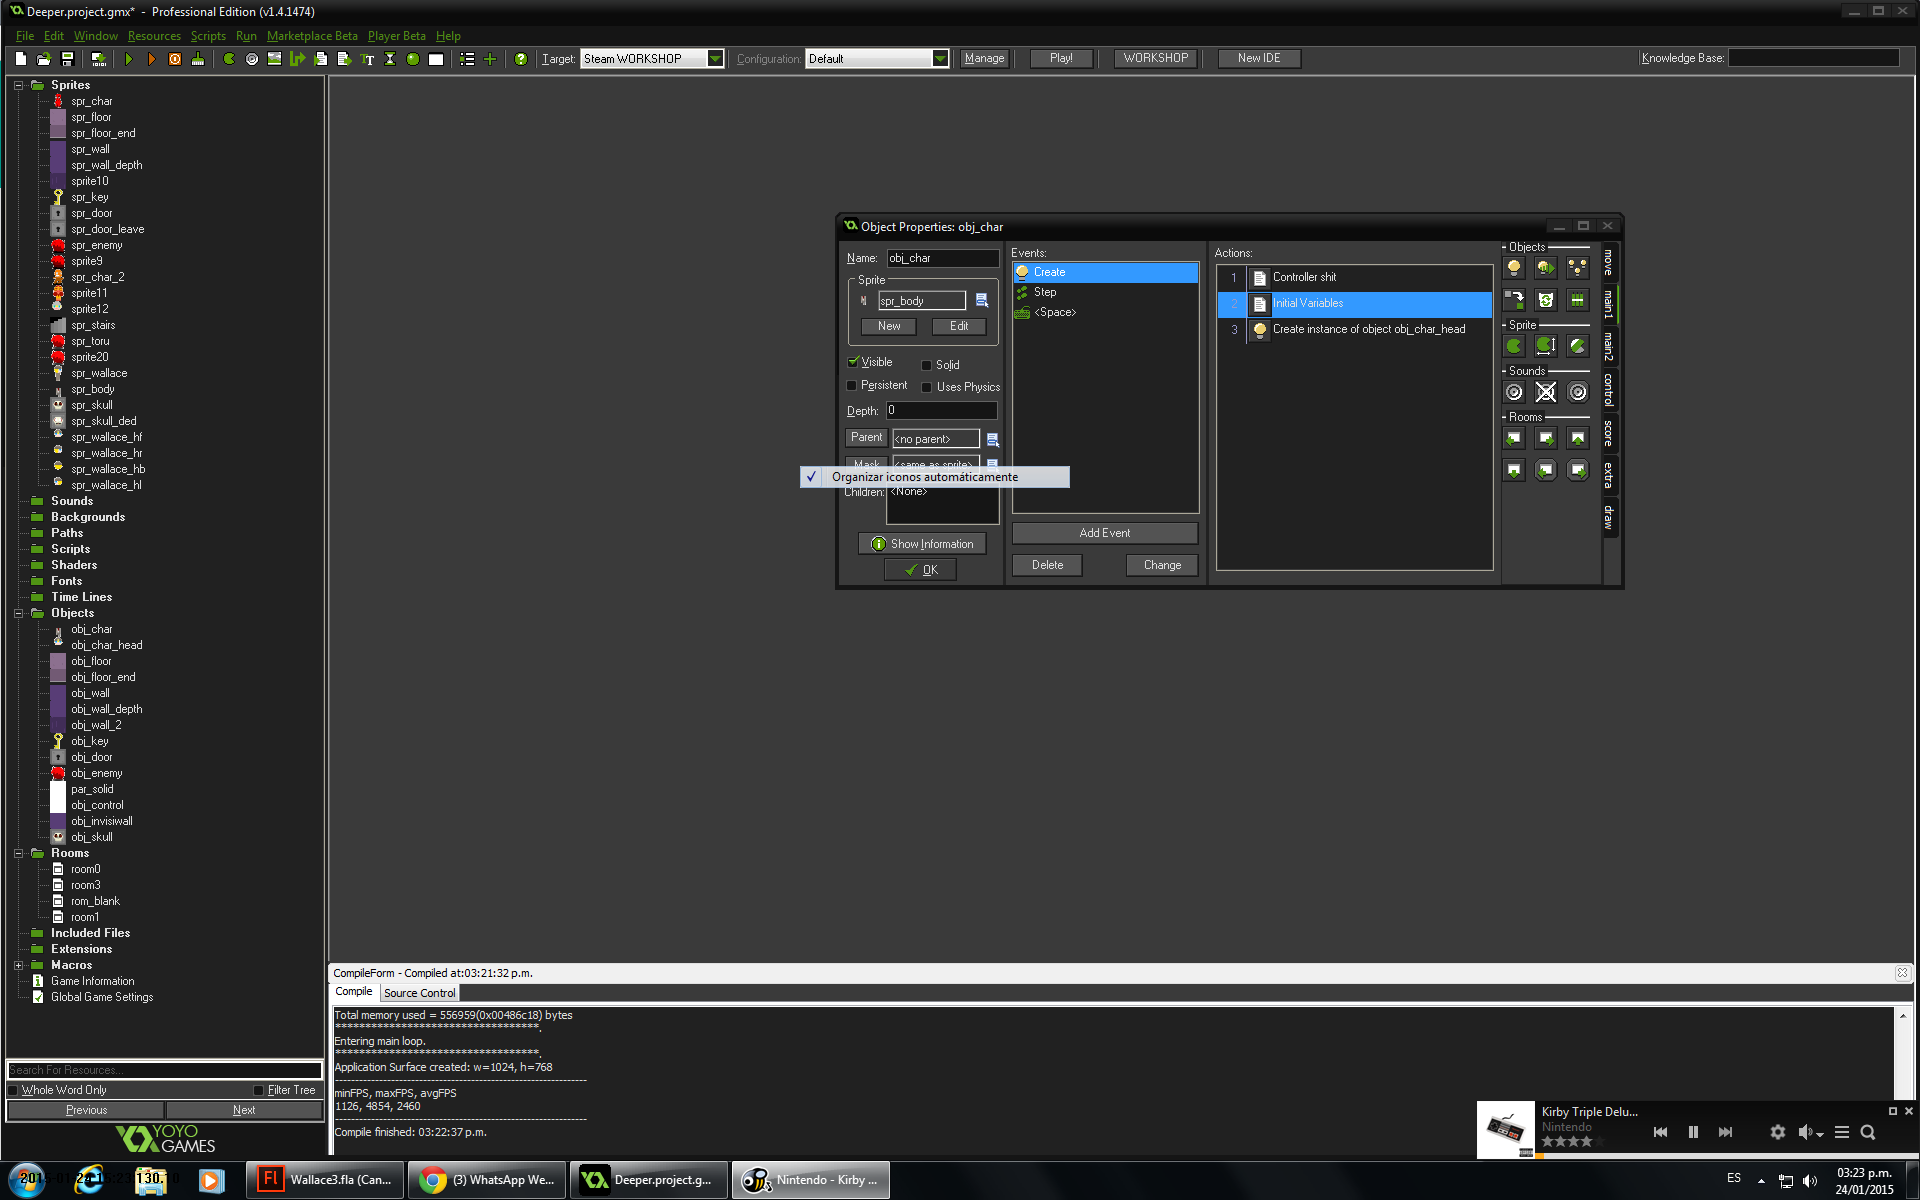 Deeper.project.gmx* - Professional Edition (v1.4.1474)
File Edit Window Resources Scripts Run Marketplace Beta Player Beta Help
Target: Steam WORKSHOP Configuration: Default Manage Play! WORKSHOP New IDE Knowledge Base:
Sprites
spr_char
spr_floor
spr_floor_end
spr_wall
spr_wall_depth
sprite10
spr_key
spr_door
spr_door_leave
spr_enemy
sprite9
spr_char_2
sprite11
sprite12
spr_stairs
spr_toru
sprite20
spr_wallace
spr_body
spr_skull
spr_skull_ded
spr_wallace_hf
spr_wallace_hr
spr_wallace_hb
spr_wallace_hl
Sounds
Backgrounds
Paths
Scripts
Shaders
Fonts
Time Lines
Objects
obj_char
obj_char_head
obj_floor
obj_floor_end
obj_wall
obj_wall_depth
obj_wall_2
obj_key
obj_door
obj_enemy
par_solid
obj_control
obj_invisiwall
obj_skull
Rooms
room0
room3
rom_blank
room1
Included Files
Extensions
Macros
Game Information
Global Game Settings
Search For Resources...
Whole Word Only Filter Tree
Previous Next
YOYO
GAMES
Object Properties: obj_char
Name: obj_char
Sprite
spr_body
New Edit
Visible Solid
Persistent Uses Physics
Depth: 0
Parent <no parent>
Mask <same as sprite>
Organizar iconos automáticamente
Children: <None>
Show Information
OK
Events:
Create
Step
<Space>
Add Event
Delete Change
Actions:
1 Controller shit
2 Initial Variables
3 Create instance of object obj_char_head
Objects
Sprite
Sounds
Rooms
move
main1
main2
control
score
extra
draw
CompileForm - Compiled at:03:21:32 p.m.
Compile Source Control
Total memory used = 556959(0x00486c18) bytes
**********************************.
Entering main loop.
**********************************.
Application Surface created: w=1024, h=768
minFPS, maxFPS, avgFPS
1126, 4854, 2460
Compile finished: 03:22:37 p.m.
Kirby Triple Delu...
Nintendo
Fl Wallace3.fla (Can...
(3) WhatsApp We...
Deeper.project.g...
Nintendo - Kirby ...
ES
03:23 p.m.
24/01/2015